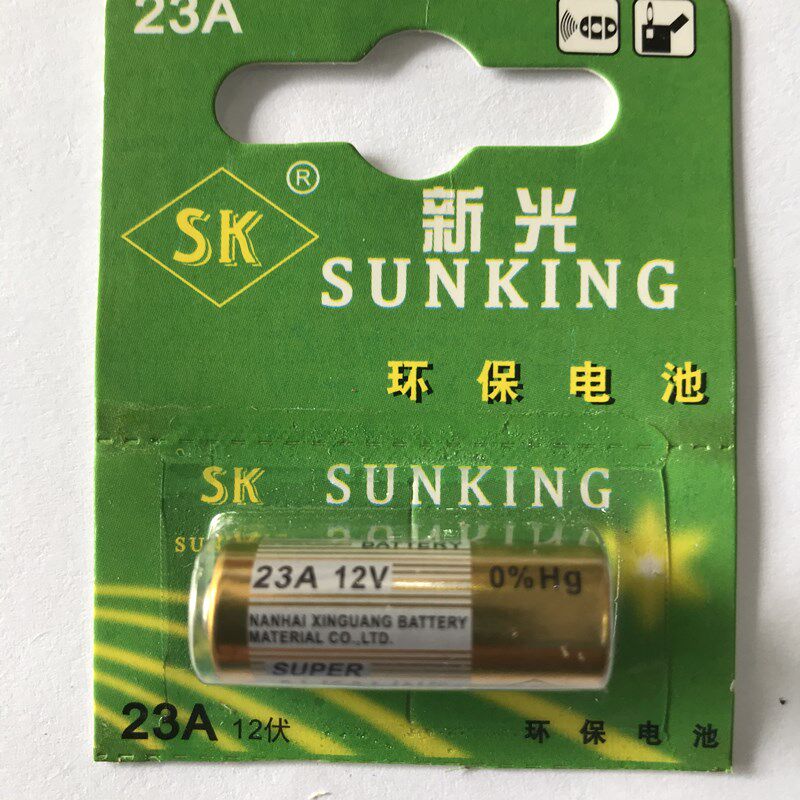 23A
SK ®
新光
SUNKING
环保电池
SK SUNKING
BATTERY
23A 12V 0%Hg
NANHAI XINGUANG BATTERY
MATERIAL CO.,LTD.
SUPER
23A 12伏 环保电池